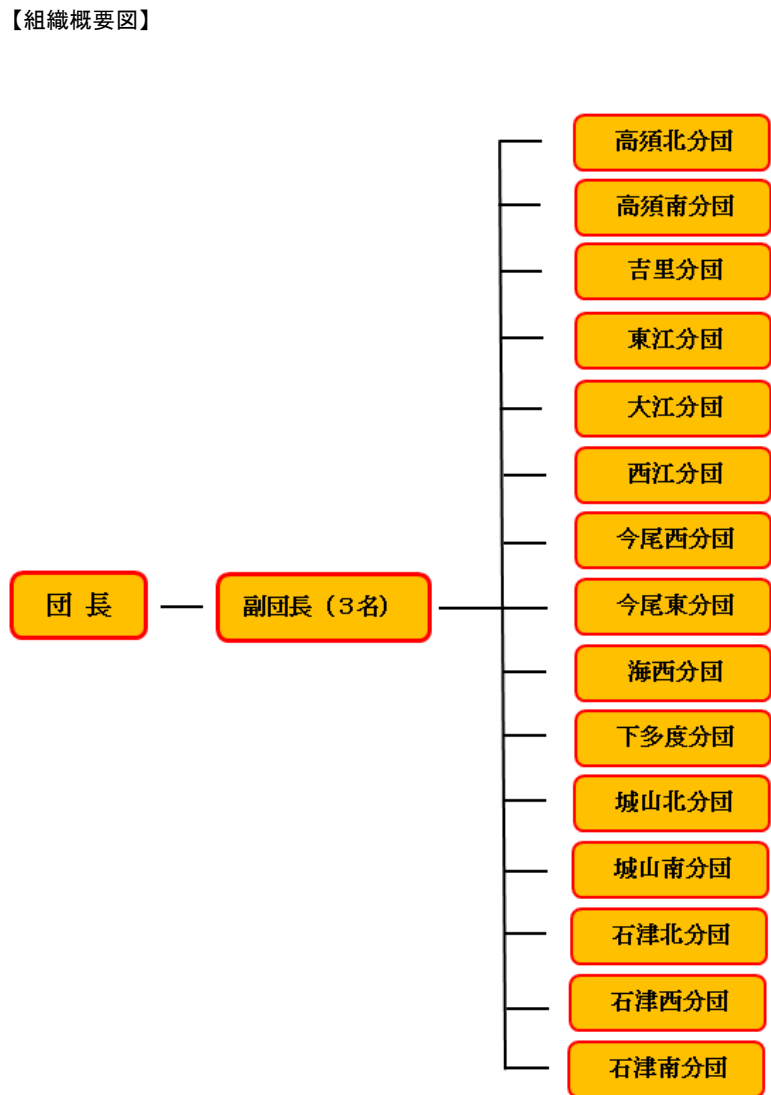 【組織概要図】
高須北分団
高須南分団
吉里分団
東江分団
大江分団
西江分団
今尾西分団
団 長
副団長（３名）
今尾東分団
海西分団
下多度分団
城山北分団
城山南分団
石津北分団
石津西分団
石津南分団